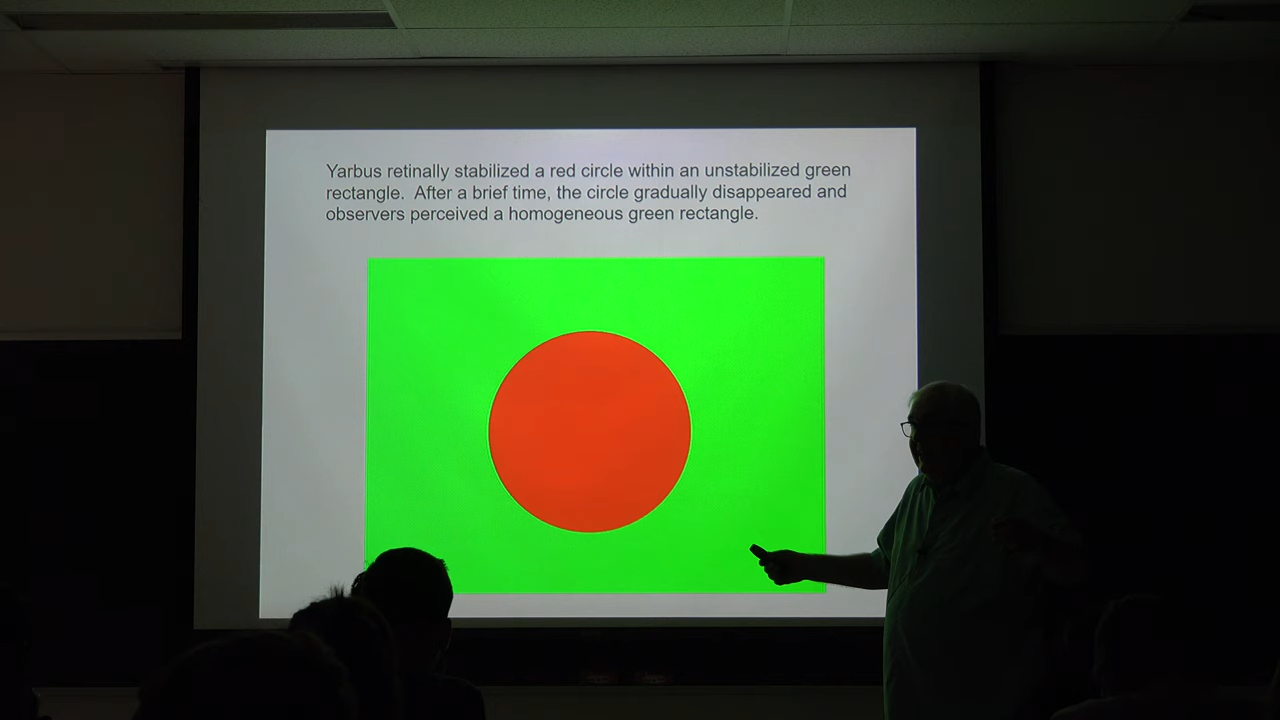 Yarbus retinally stabilized a red circle within an unstabilized green
rectangle.  After a brief time, the circle gradually disappeared and
observers perceived a homogeneous green rectangle.